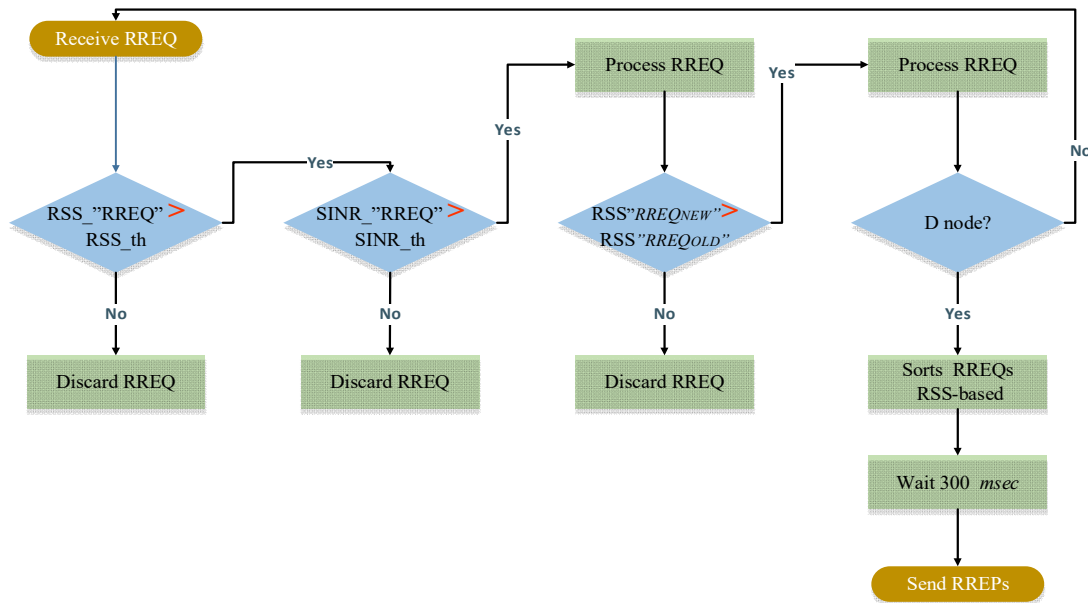 Receive RREQ
Process RREQ
Process RREQ
Yes
Yes
Yes
No
RSS_”RREQ” >
RSS_th
SINR_”RREQ” >
SINR_th
RSS”RREQNEW” >
RSS”RREQOLD”
D node?
No
No
No
Yes
Discard RREQ
Discard RREQ
Discard RREQ
Sorts RREQs
RSS-based
Wait 300 msec
Send RREPs